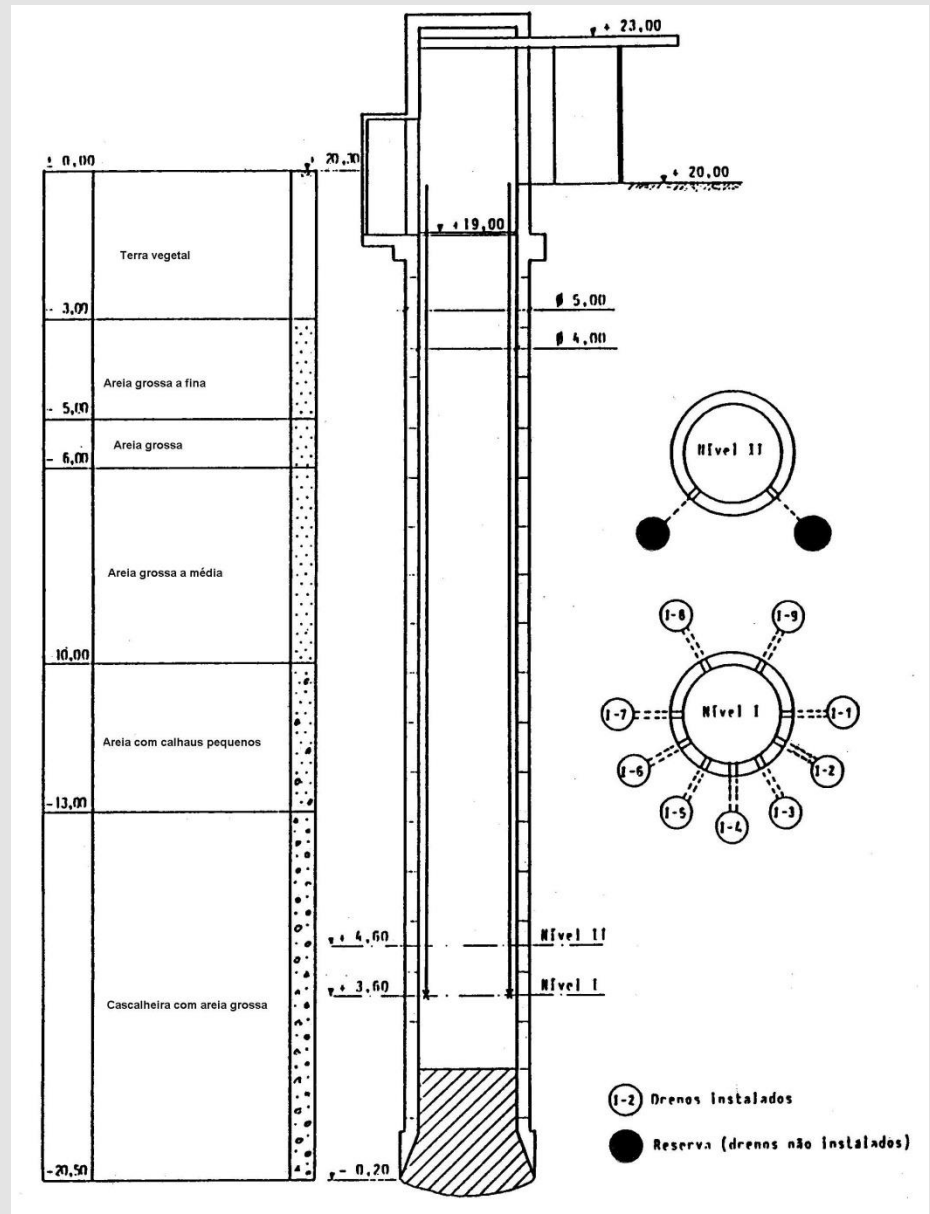 + 23,00
± 0,00
+ 20,30
+ 20,00
+19,00
Terra vegetal
- 3,00
ø 5,00
ø 4,00
Areia grossa a fina
- 5,00
Areia grossa
- 6,00
Nível II
Areia grossa a média
I-8
I-9
- 10,00
I-7
Nível I
I-1
Areia com calhaus pequenos
I-6
I-2
-13,00
I-5
I-4
I-3
+ 4,60
Nível II
+ 3,60
Nível I
Cascalheira com areia grossa
I-2 Drenos instalados
Reserva (drenos não instalados)
-20,50
- 0,20